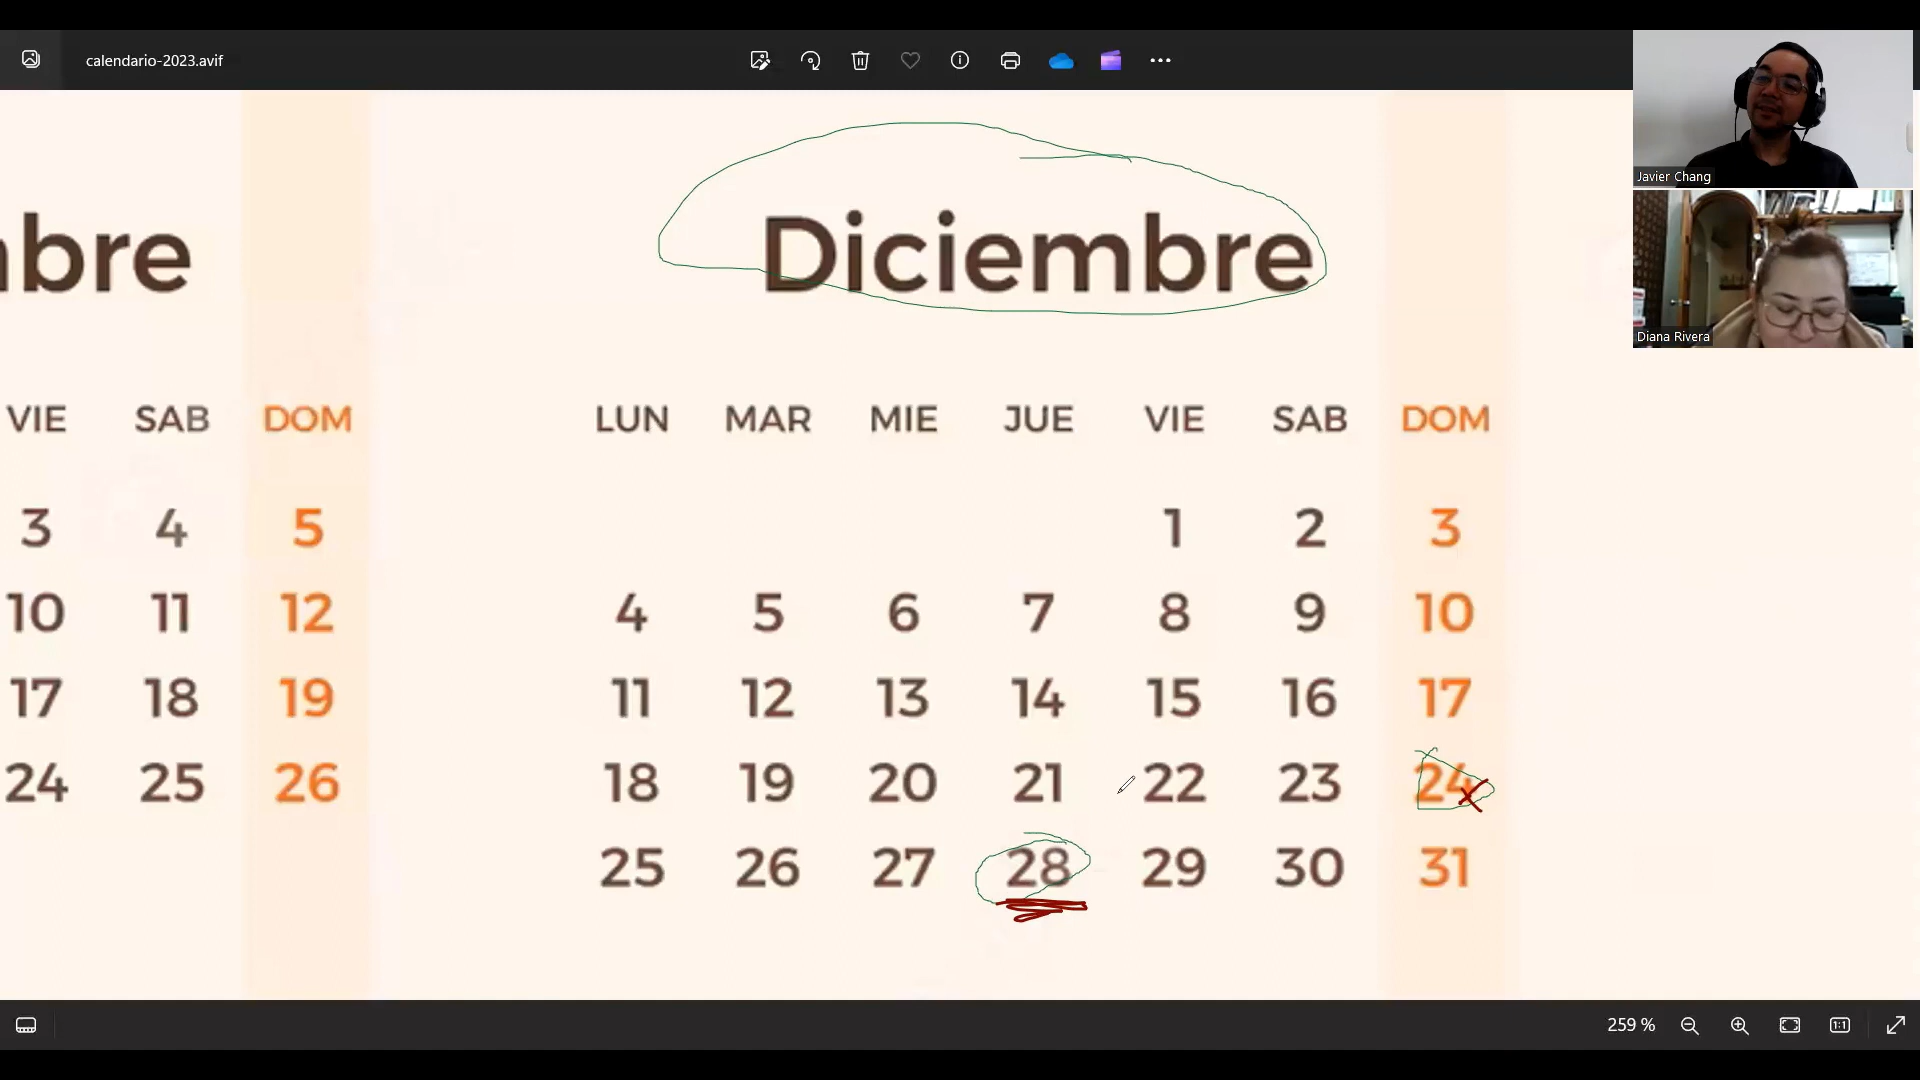 calendario-2023.avif
Javier Chang
Diana Rivera
mbre
VIE SAB DOM
3 4 5
10 11 12
17 18 19
24 25 26
Diciembre
LUN MAR MIE JUE VIE SAB DOM
1 2 3
4 5 6 7 8 9 10
11 12 13 14 15 16 17
18 19 20 21 22 23 24
25 26 27 28 29 30 31
259 %
1:1